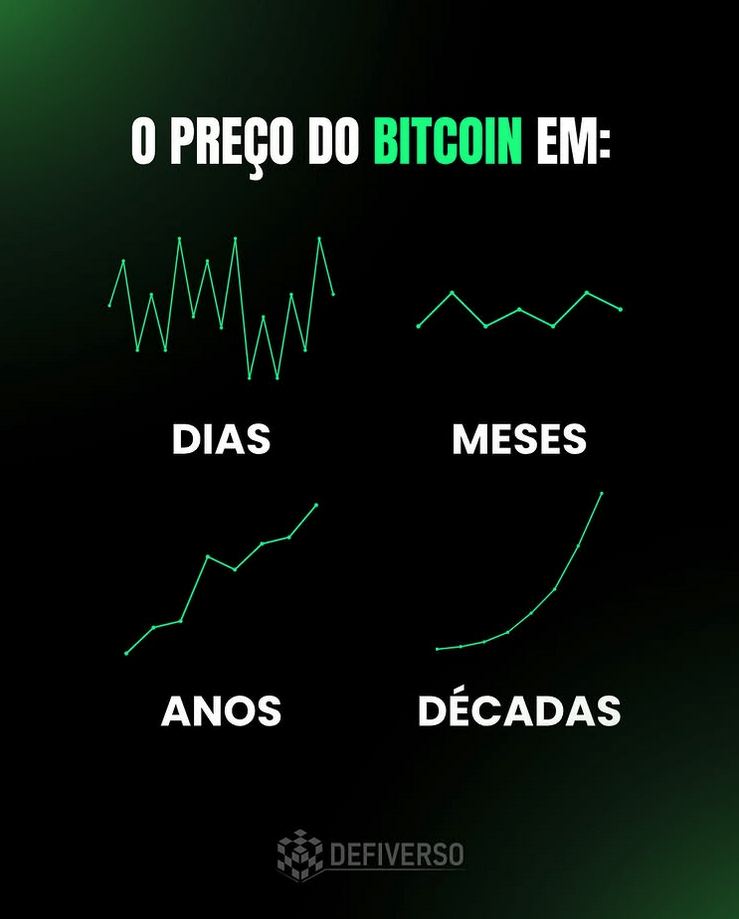 O PREÇO DO BITCOIN EM:
DIAS
MESES
ANOS
DÉCADAS
DEFIVERSO